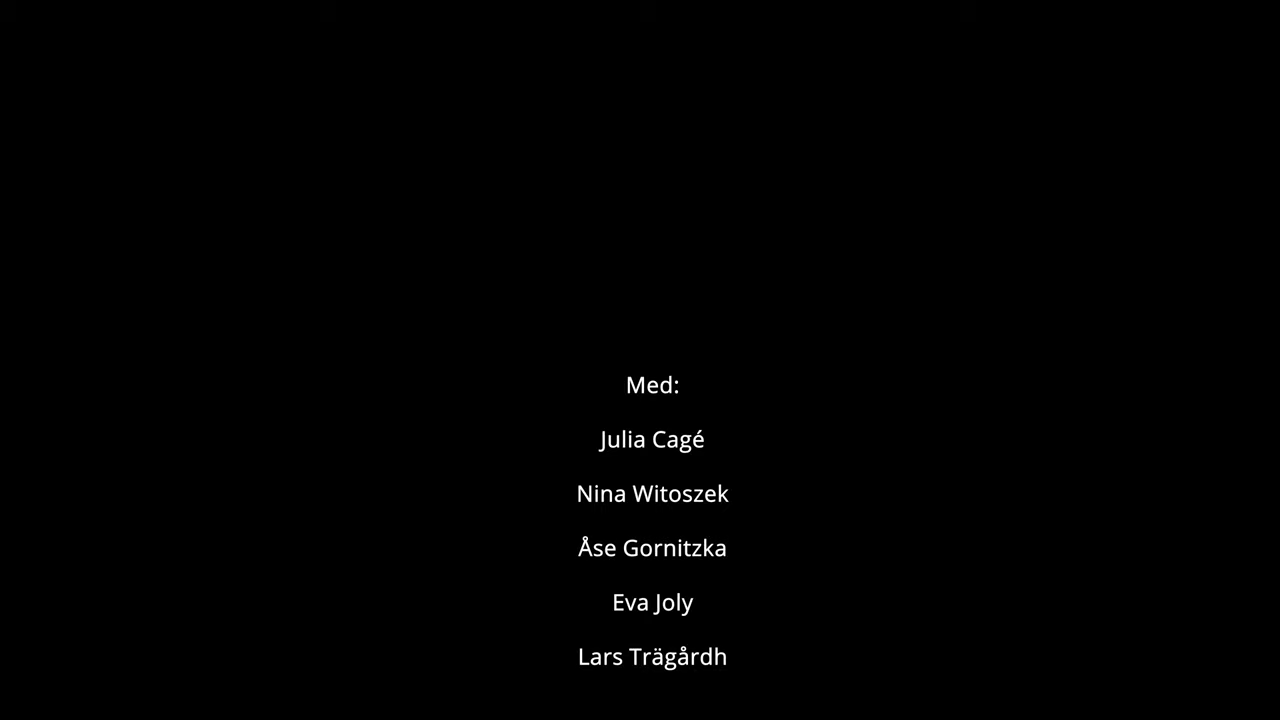 Med:
Julia Cagé
Nina Witoszek
Åse Gornitzka
Eva Joly
Lars Trägårdh